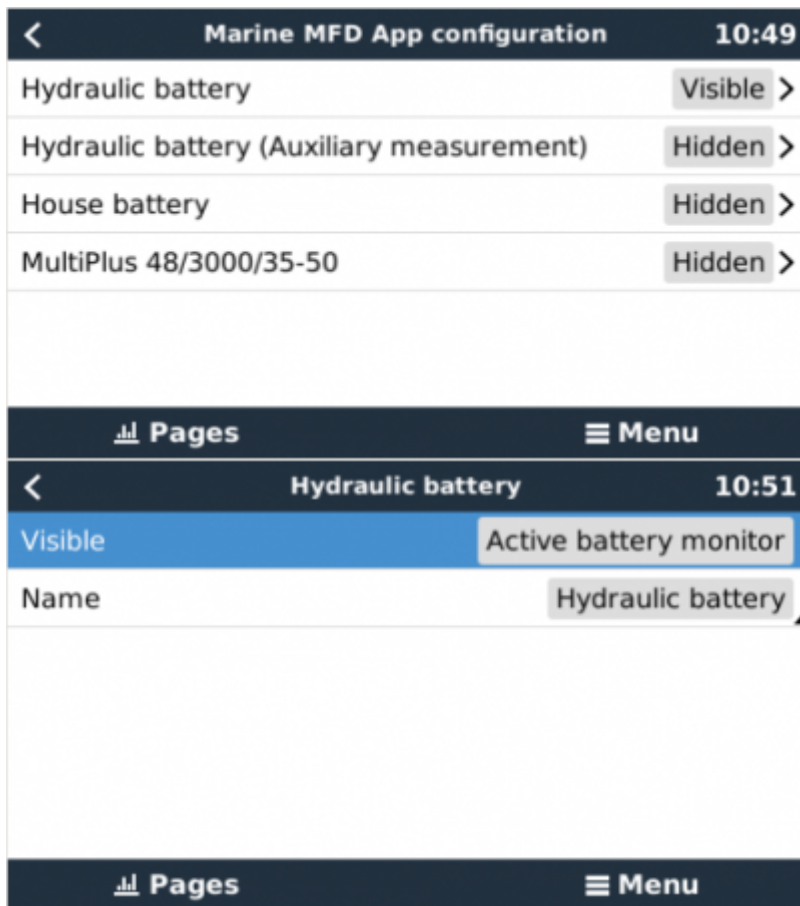 Marine MFD App configuration 10:49
Hydraulic battery Visible
Hydraulic battery (Auxiliary measurement) Hidden
House battery Hidden
MultiPlus 48/3000/35-50 Hidden
Pages Menu
Hydraulic battery 10:51
Visible Active battery monitor
Name Hydraulic battery
Pages Menu